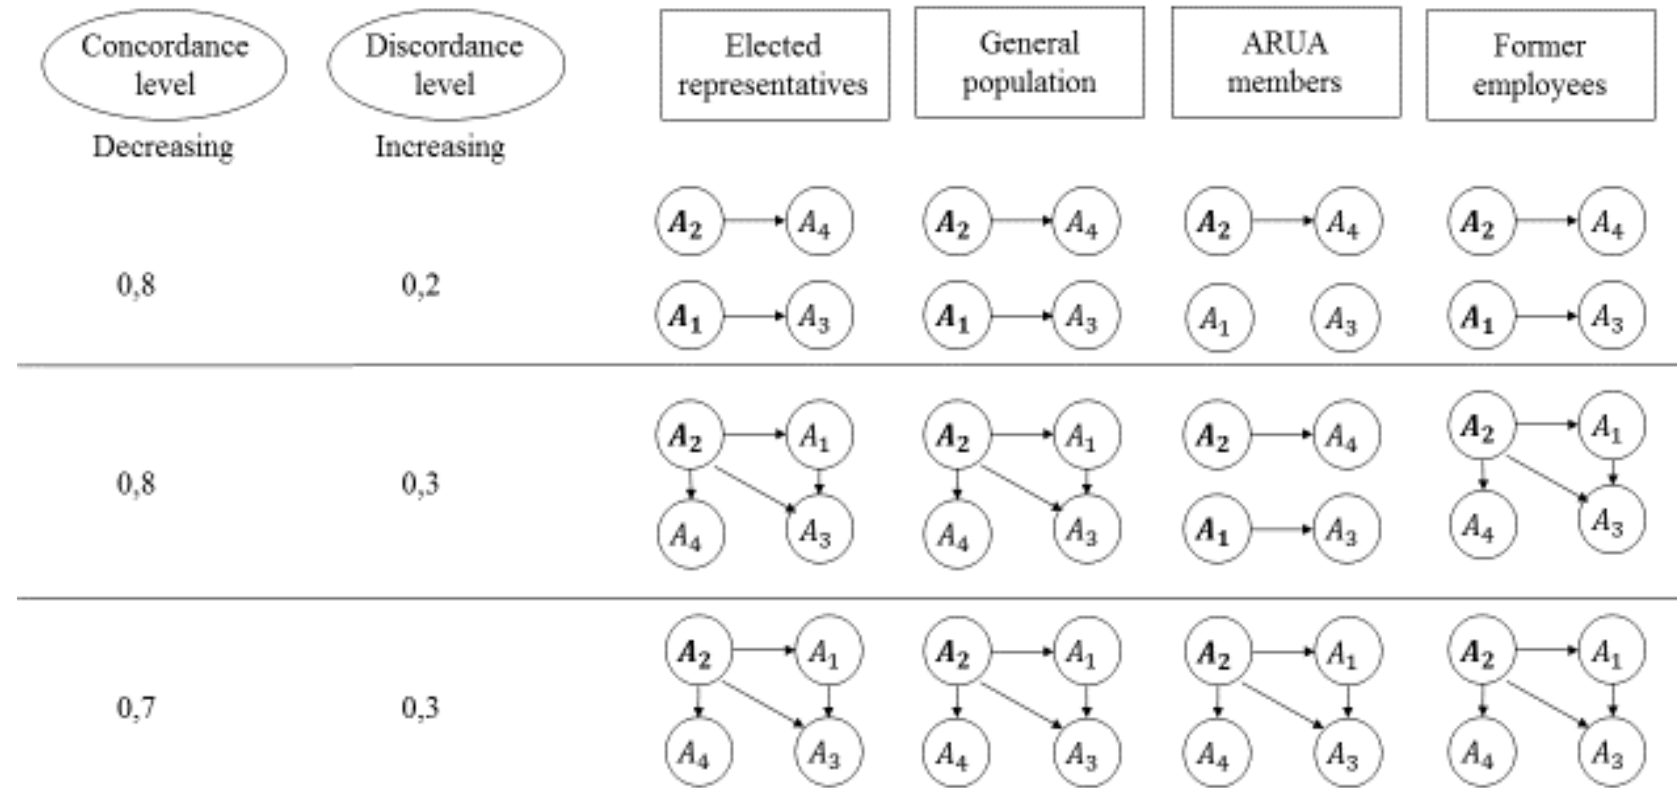 Concordance
level
Discordance
level
Elected
representatives
General
population
ARUA
members
Former
employees
Decreasing
Increasing
A₂ A₄ A₂ A₄ A₂ A₄ A₂ A₄
0,8 0,2
A₁ A₃ A₁ A₃ A₁ A₃ A₁ A₃
A₂ A₁ A₂ A₁ A₂ A₄ A₂ A₁
0,8 0,3
A₄ A₃ A₄ A₃ A₁ A₃ A₄ A₃
A₂ A₁ A₂ A₁ A₂ A₁ A₂ A₁
0,7 0,3
A₄ A₃ A₄ A₃ A₄ A₃ A₄ A₃